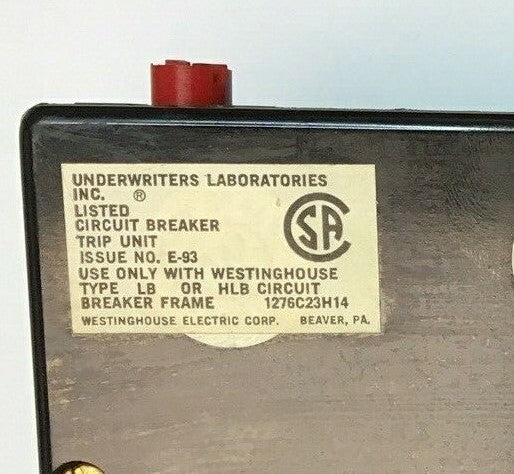 UNDERWRITERS LABORATORIES
INC. ®
LISTED
CIRCUIT BREAKER
TRIP UNIT
ISSUE NO. E-93
USE ONLY WITH WESTINGHOUSE
TYPE LB OR HLB CIRCUIT
BREAKER FRAME 1276C23H14
WESTINGHOUSE ELECTRIC CORP. BEAVER, PA.
CSA